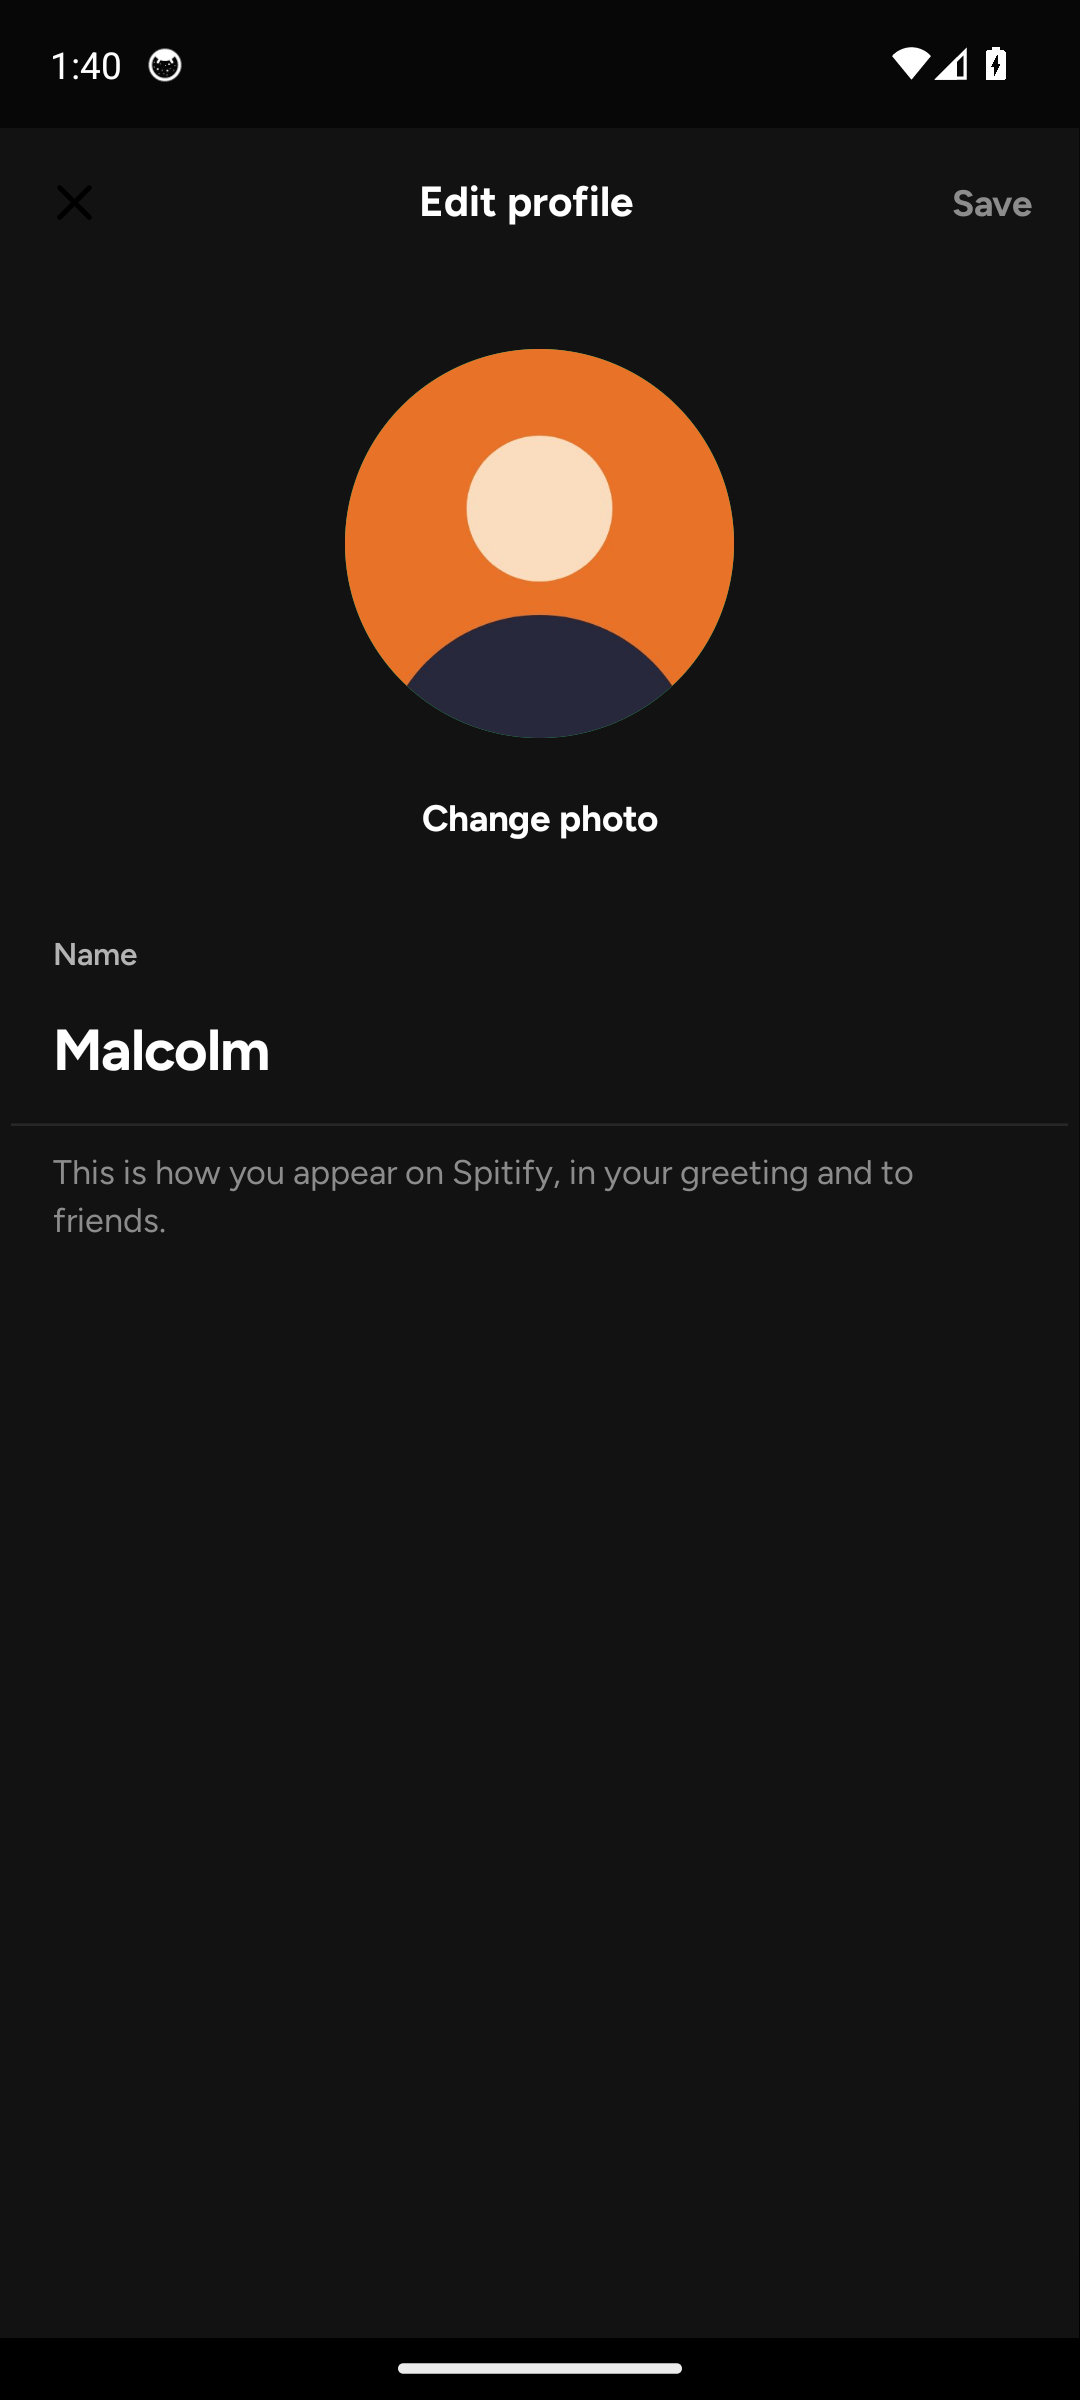 1:40
Edit profile
Save
Change photo
Name
Malcolm
This is how you appear on Spitify, in your greeting and to
friends.